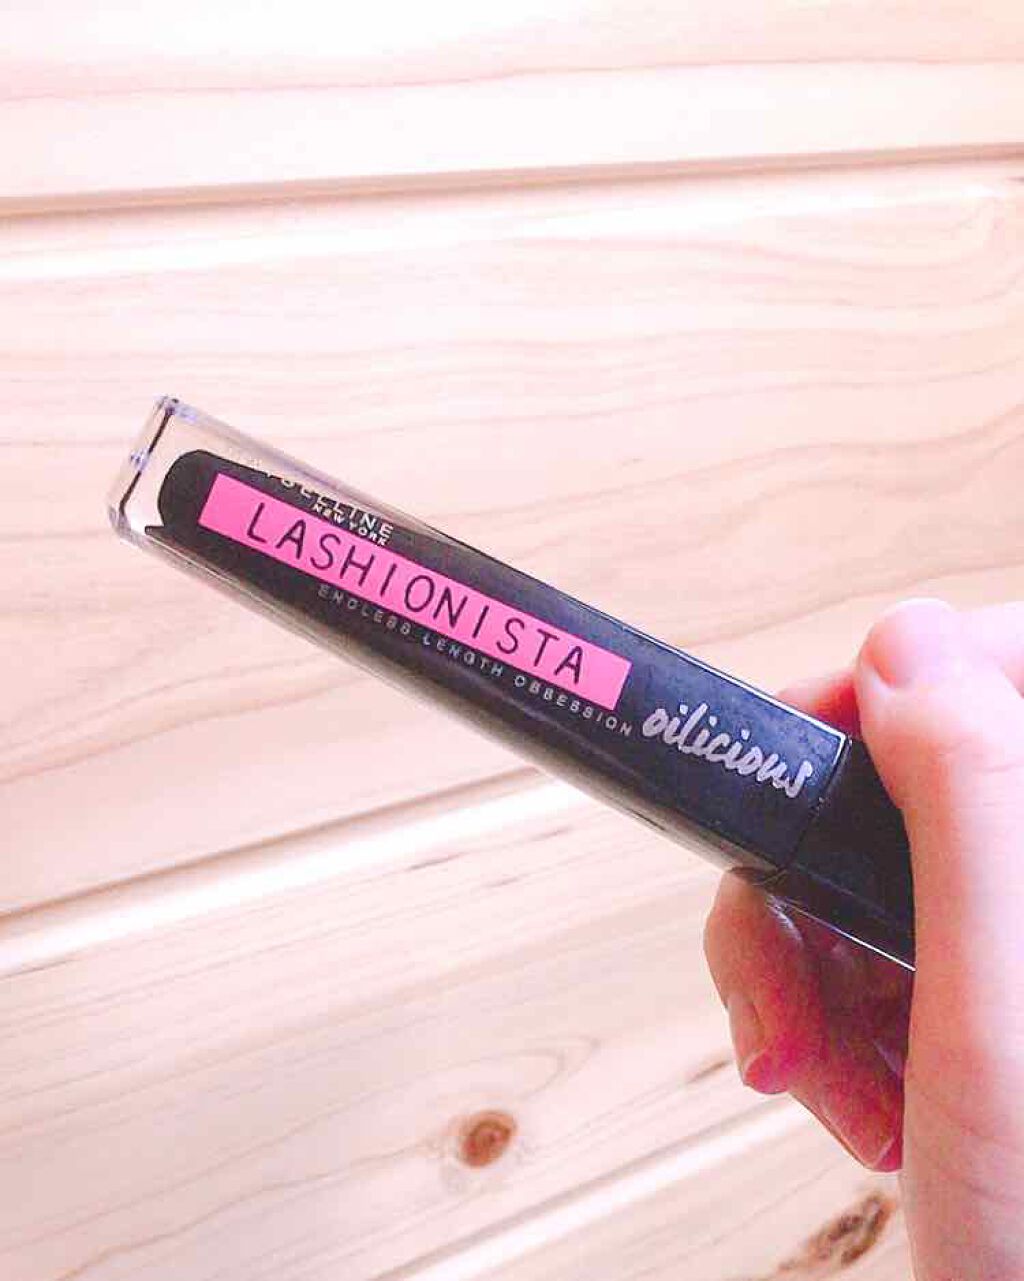 NEW YORK
LASHIONISTA
ENDLESS LENGTH OBSESSION
oilicious